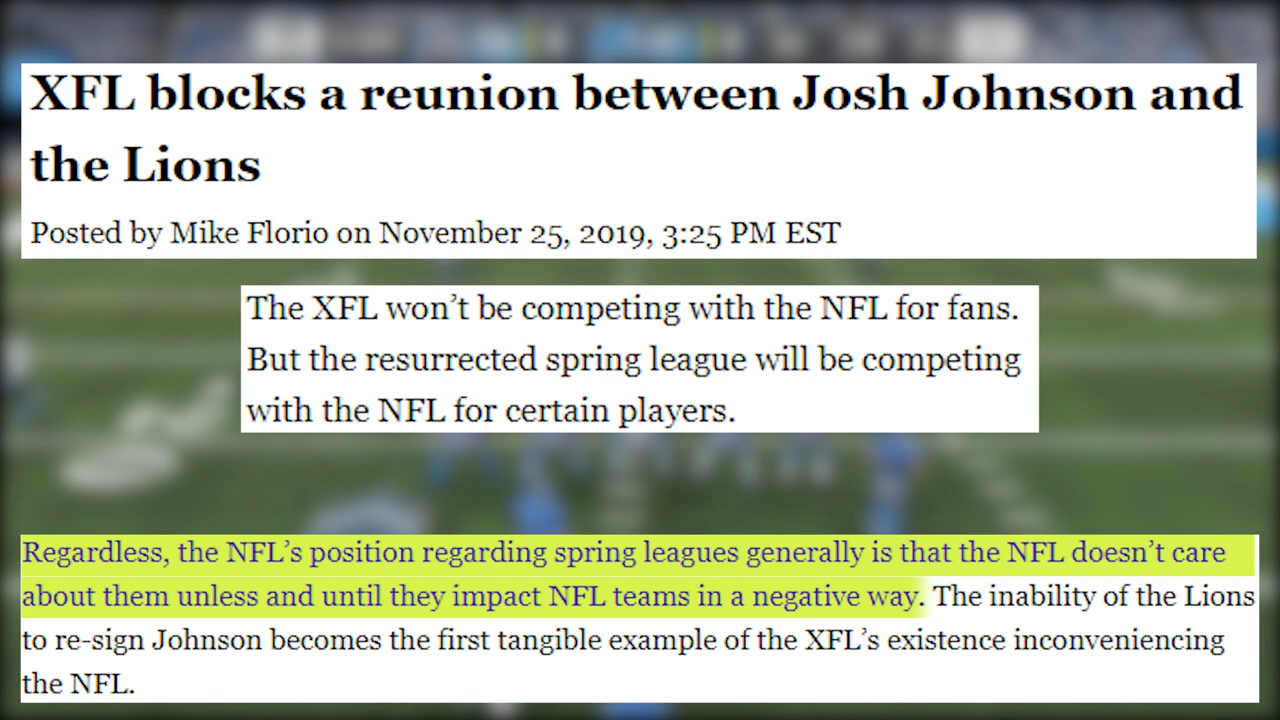 XFL blocks a reunion between Josh Johnson and
the Lions
Posted by Mike Florio on November 25, 2019, 3:25 PM EST
The XFL won’t be competing with the NFL for fans.
But the resurrected spring league will be competing
with the NFL for certain players.
Regardless, the NFL’s position regarding spring leagues generally is that the NFL doesn’t care
about them unless and until they impact NFL teams in a negative way. The inability of the Lions
to re-sign Johnson becomes the first tangible example of the XFL’s existence inconveniencing
the NFL.